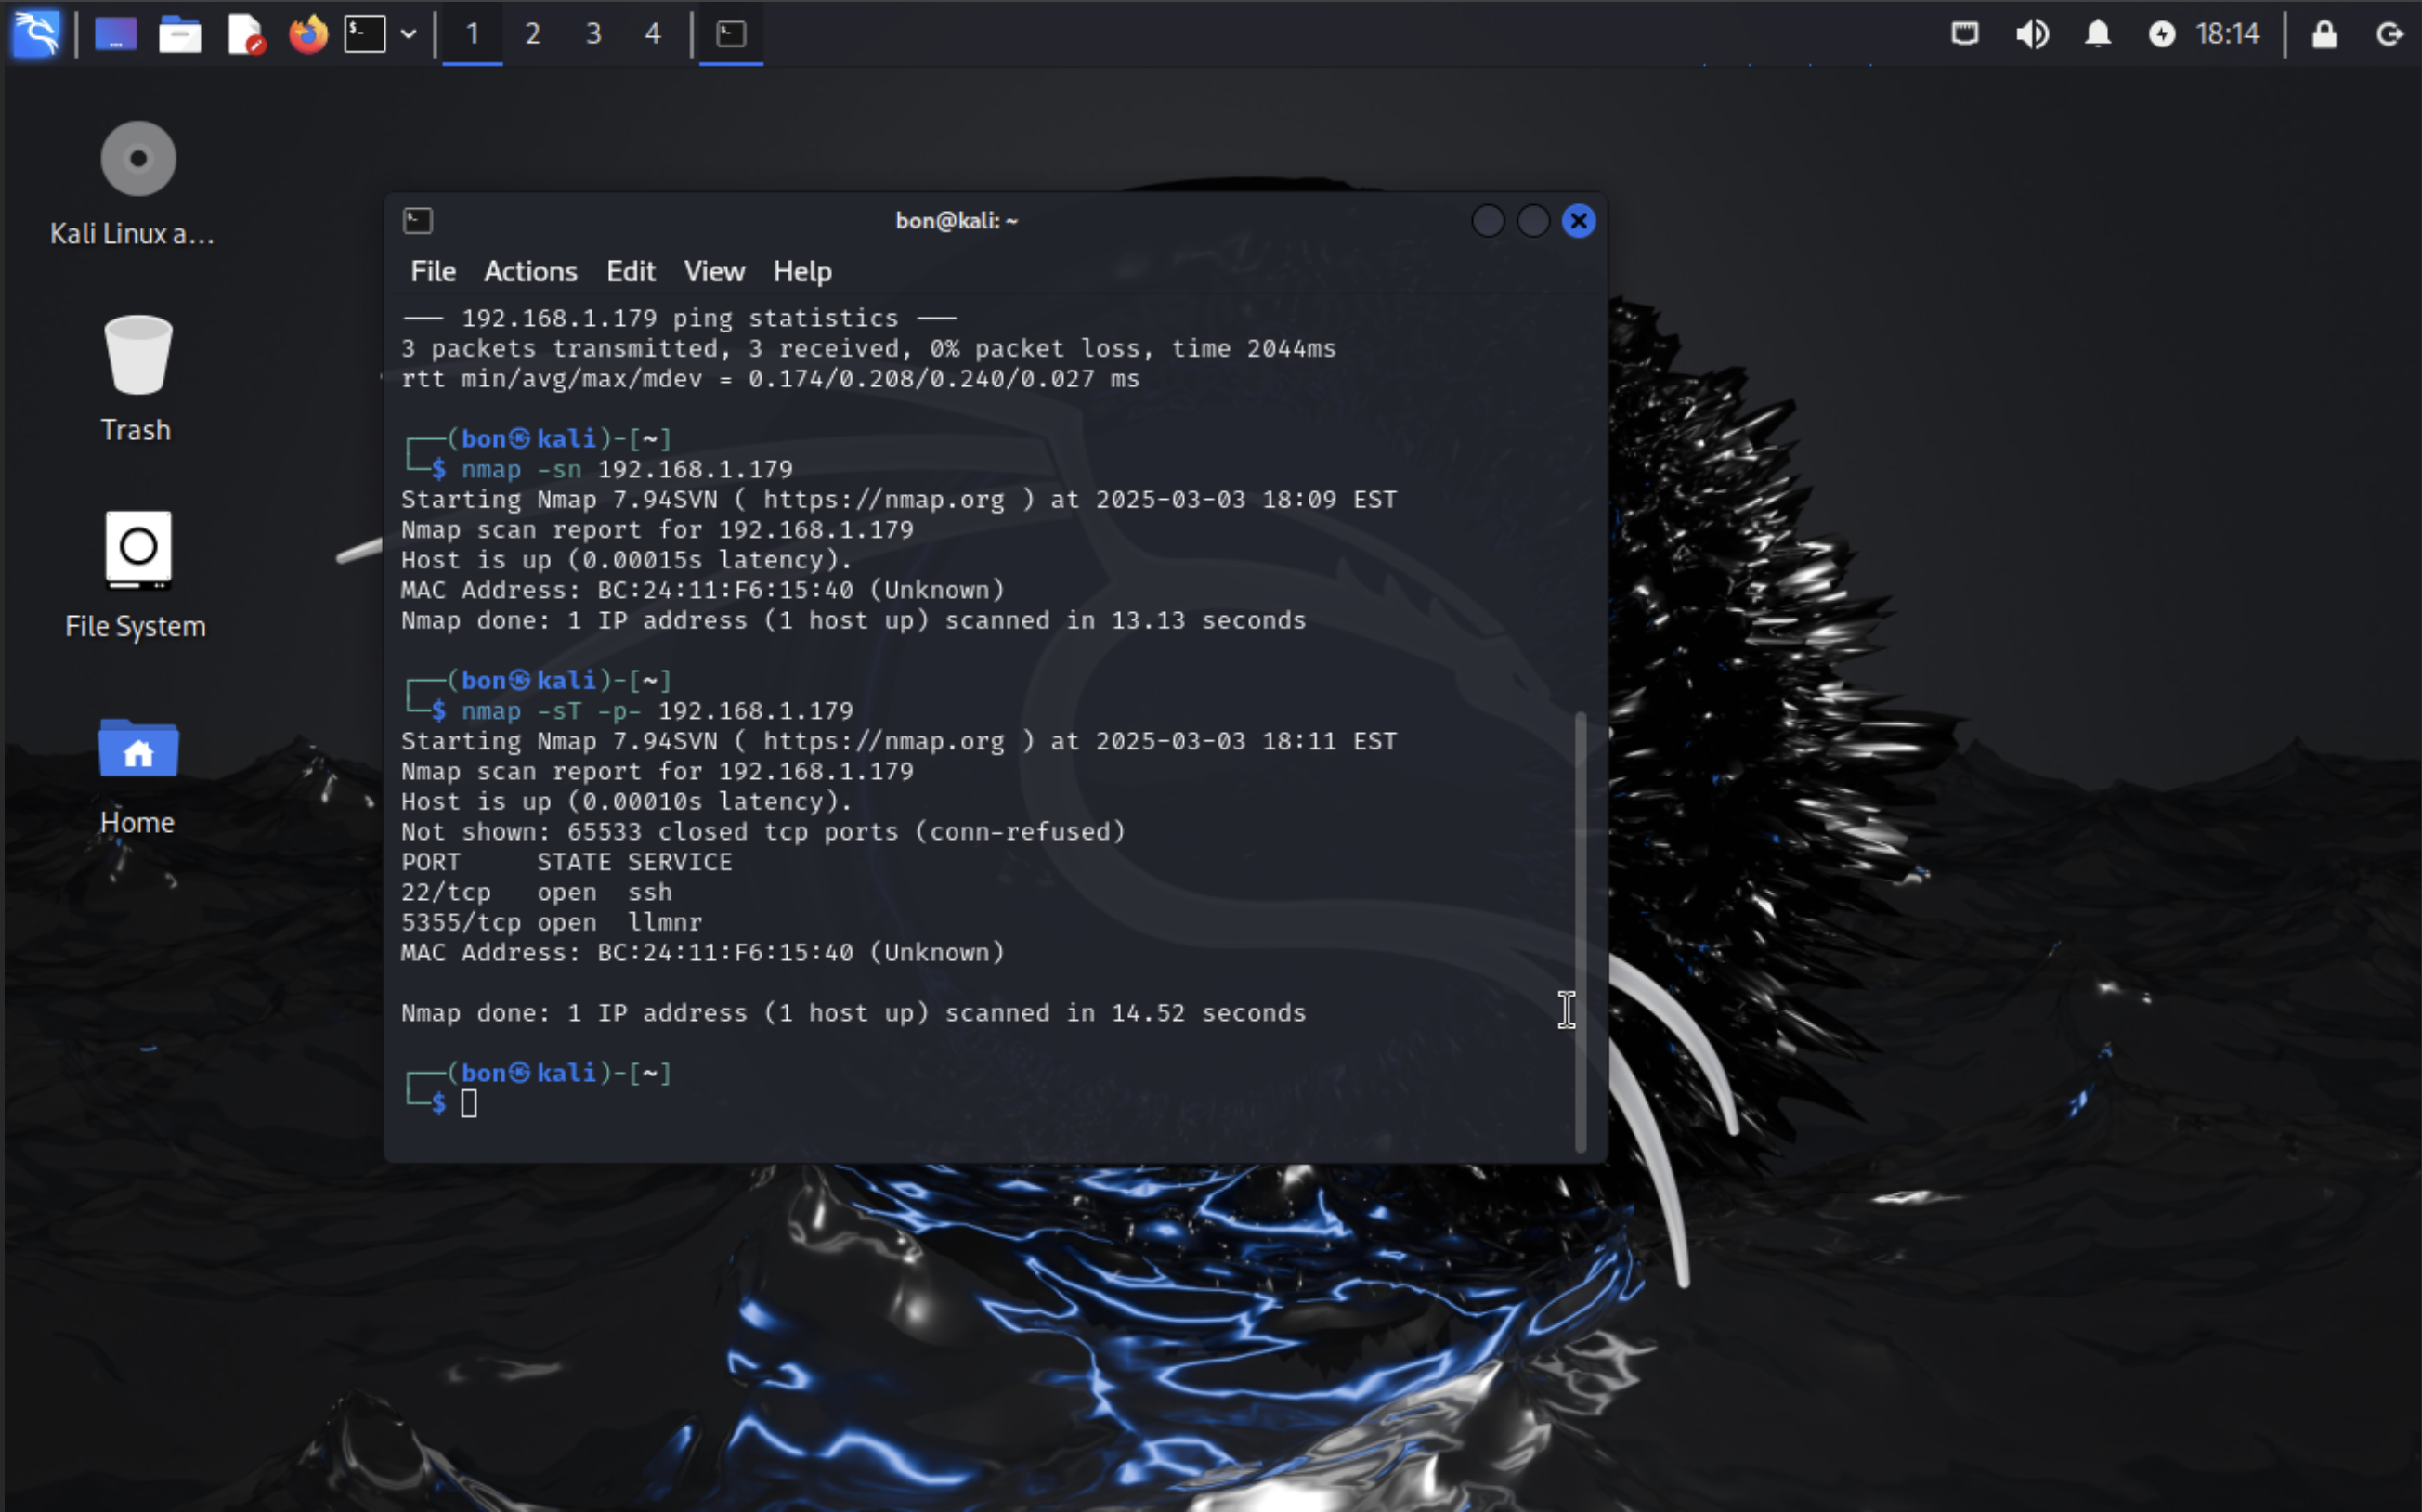 1 2 3 4 18:14
Kali Linux a...
Trash
File System
Home
bon@kali: ~
File Actions Edit View Help
── 192.168.1.179 ping statistics ──
3 packets transmitted, 3 received, 0% packet loss, time 2044ms
rtt min/avg/max/mdev = 0.174/0.208/0.240/0.027 ms
┌──(bon㉿kali)-[~]
└─$ nmap -sn 192.168.1.179
Starting Nmap 7.94SVN ( https://nmap.org ) at 2025-03-03 18:09 EST
Nmap scan report for 192.168.1.179
Host is up (0.00015s latency).
MAC Address: BC:24:11:F6:15:40 (Unknown)
Nmap done: 1 IP address (1 host up) scanned in 13.13 seconds
┌──(bon㉿kali)-[~]
└─$ nmap -sT -p- 192.168.1.179
Starting Nmap 7.94SVN ( https://nmap.org ) at 2025-03-03 18:11 EST
Nmap scan report for 192.168.1.179
Host is up (0.00010s latency).
Not shown: 65533 closed tcp ports (conn-refused)
PORT     STATE SERVICE
22/tcp   open  ssh
5355/tcp open  llmnr
MAC Address: BC:24:11:F6:15:40 (Unknown)
Nmap done: 1 IP address (1 host up) scanned in 14.52 seconds
┌──(bon㉿kali)-[~]
└─$